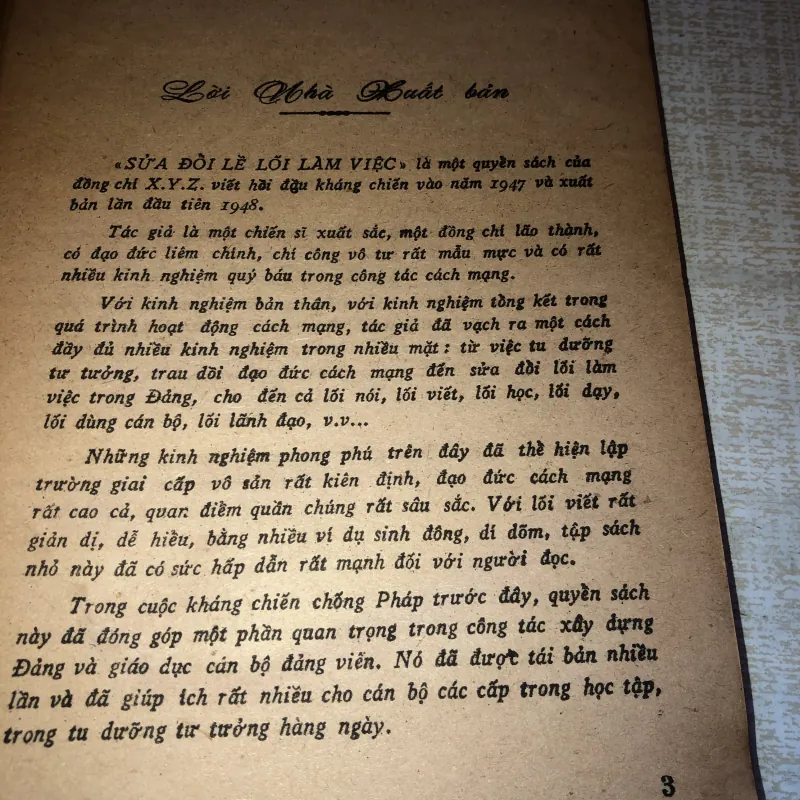 Lời Nhà Xuất bản
«SỬA ĐỔI LỀ LỐI LÀM VIỆC» là một quyền sách của
đồng chí X.Y.Z. viết hồi đầu kháng chiến vào năm 1947 và xuất
bản lần đầu tiên 1948.
Tác giả là một chiến sĩ xuất sắc, một đồng chí lão thành,
có đạo đức liêm chính, chí công vô tư rất mẫu mực và có rất
nhiều kinh nghiệm quý báu trong công tác cách mạng.
Với kinh nghiệm bản thân, với kinh nghiệm tổng kết trong
quá trình hoạt động cách mạng, tác giả đã vạch ra một cách
đầy đủ nhiều kinh nghiệm trong nhiều mặt : từ việc tu dưỡng
tư tưởng, trau dồi đạo đức cách mạng đến sửa đổi lối làm
việc trong Đảng, cho đến cả lối nói, lối viết, lối học, lối dạy,
lối dùng cán bộ, lối lãnh đạo, v.v...
Những kinh nghiệm phong phú trên đây đã thể hiện lập
trường giai cấp vô sản rất kiên định, đạo đức cách mạng
rất cao cả, quan điềm quần chúng rất sâu sắc. Với lối viết rất
giản dị, dễ hiểu, bằng nhiều ví dụ sinh đông, dí dõm, tập sách
nhỏ này đã có sức hấp dẫn rất mạnh đối với người đọc.
Trong cuộc kháng chiến chống Pháp trước đây, quyền sách
này đã đóng góp một phần quan trọng trong công tác xây dựng
Đảng và giáo dục cán bộ đảng viên. Nó đã được tái bản nhiều
lần và đã giúp ích rất nhiều cho cán bộ các cấp trong học tập,
trong tu dưỡng tư tưởng hàng ngày.
3